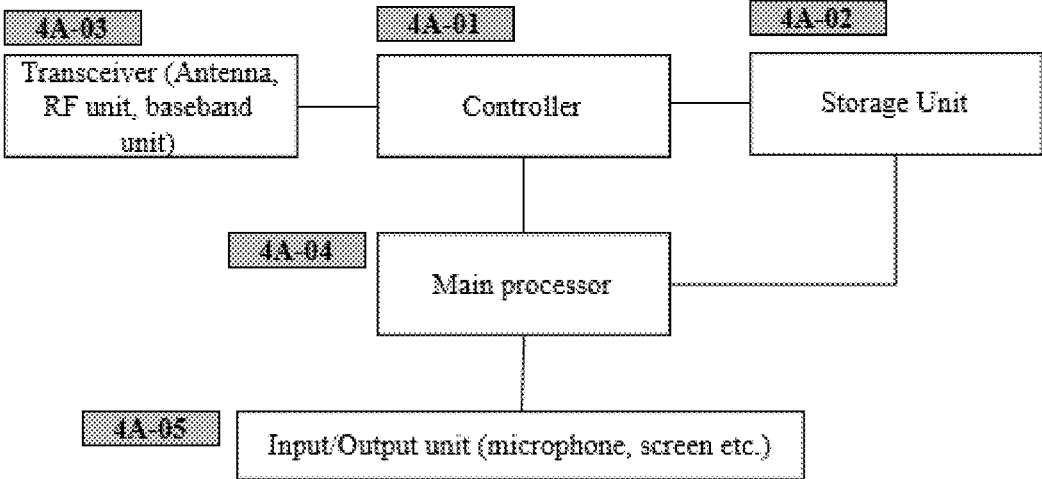 4A-03
4A-01
4A-02
Transceiver (Antenna,
RF unit, baseband
unit)
Controller
Storage Unit
4A-04
Main processor
4A-05
Input/Output unit (microphone, screen etc.)